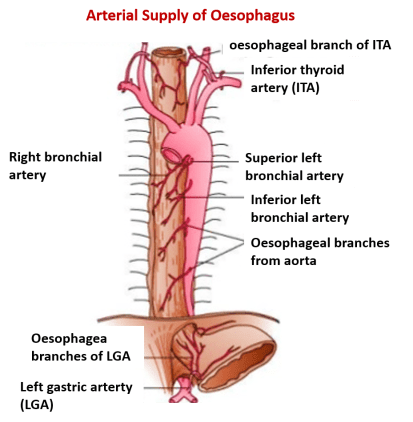 Arterial Supply of Oesophagus
oesophageal branch of ITA
Inferior thyroid
artery (ITA)
Right bronchial
artery
Superior left
bronchial artery
Inferior left
bronchial artery
Oesophageal branches
from aorta
Oesophagea
branches of LGA
Left gastric arterty
(LGA)